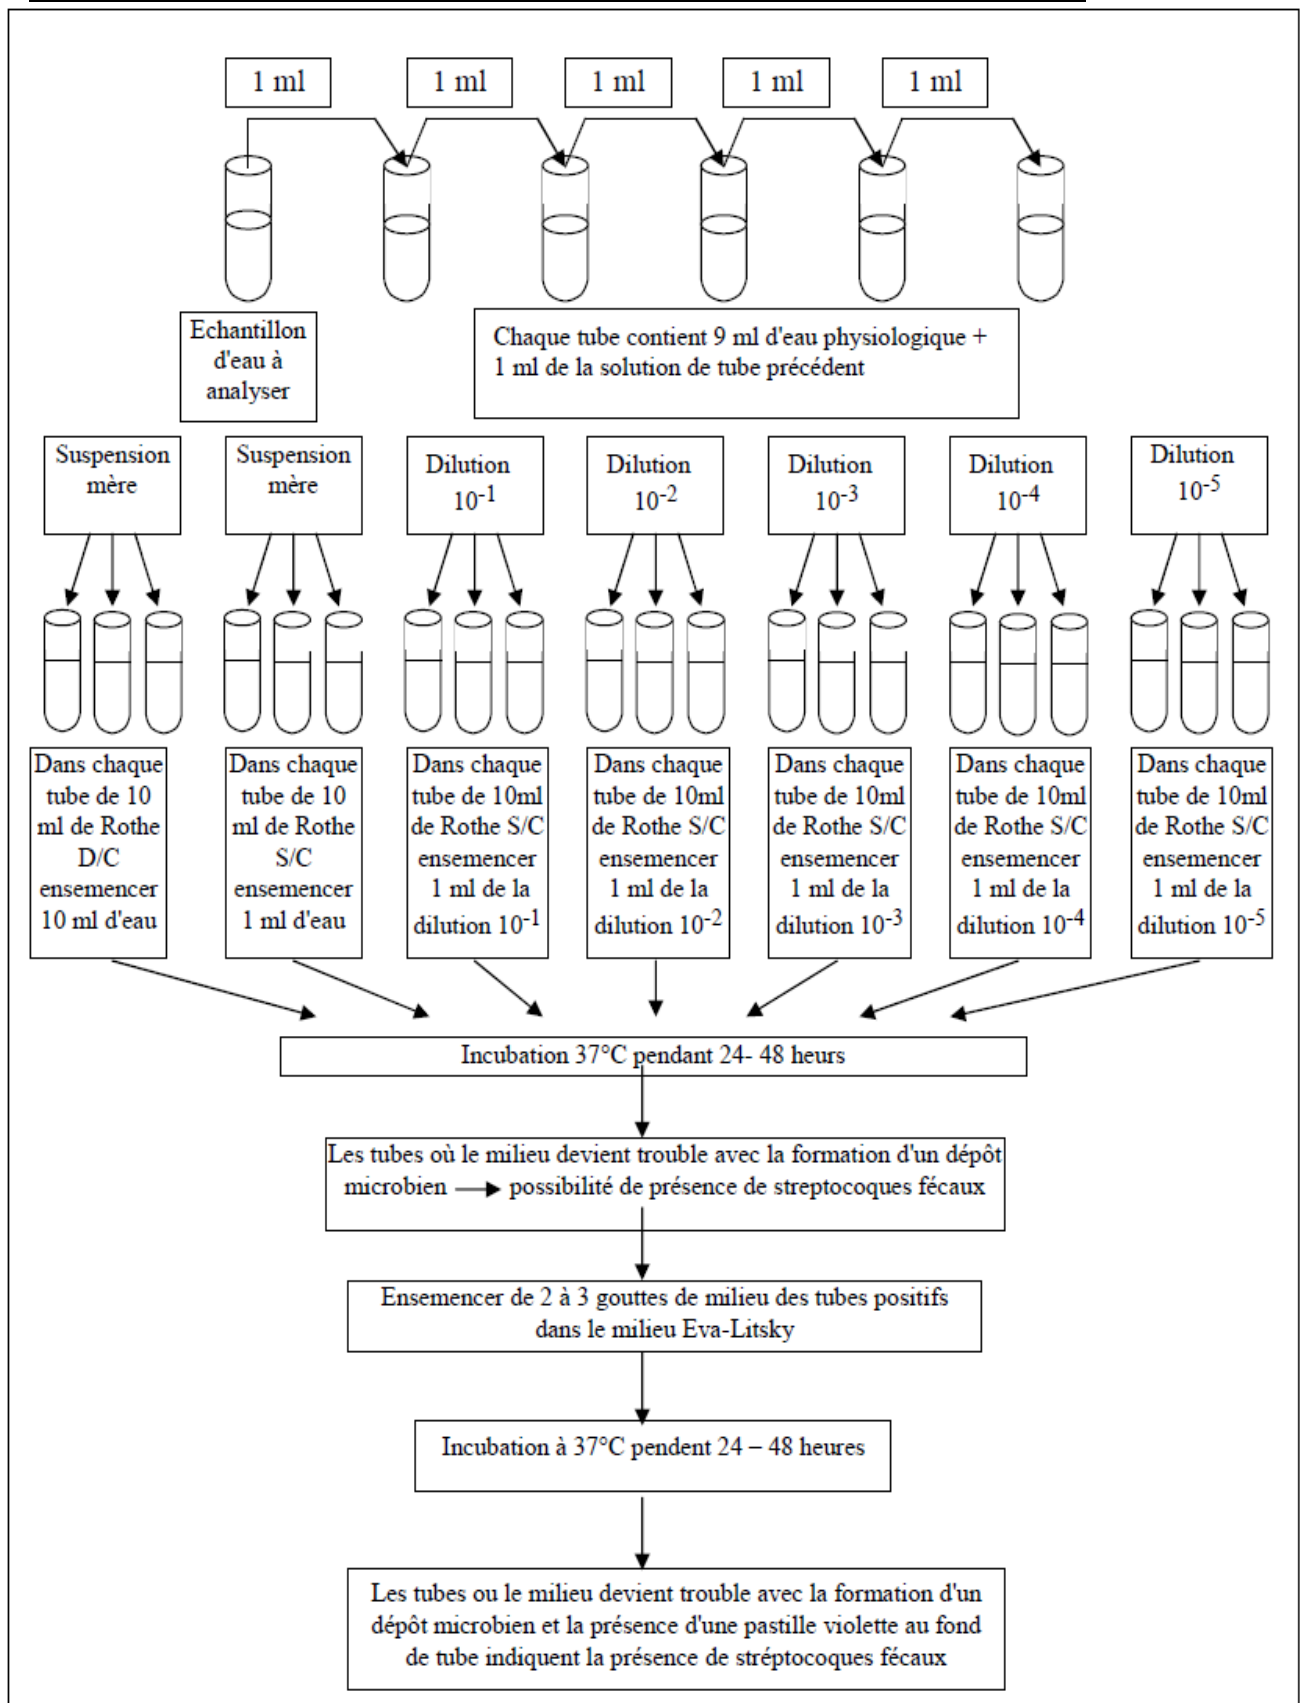 1 ml
1 ml
1 ml
1 ml
1 ml
Echantillon
d'eau à
analyser
Chaque tube contient 9 ml d'eau physiologique +
1 ml de la solution de tube précédent
Suspension
mère
Suspension
mère
Dilution
10-1
Dilution
10-2
Dilution
10-3
Dilution
10-4
Dilution
10-5
Dans chaque
tube de 10
ml de Rothe
D/C
ensemencer
10 ml d'eau
Dans chaque
tube de 10
ml de Rothe
S/C
ensemencer
1 ml d'eau
Dans chaque
tube de 10ml
de Rothe S/C
ensemencer
1 ml de la
dilution 10-1
Dans chaque
tube de 10ml
de Rothe S/C
ensemencer
1 ml de la
dilution 10-2
Dans chaque
tube de 10ml
de Rothe S/C
ensemencer
1 ml de la
dilution 10-3
Dans chaque
tube de 10ml
de Rothe S/C
ensemencer
1 ml de la
dilution 10-4
Dans chaque
tube de 10ml
de Rothe S/C
ensemencer
1 ml de la
dilution 10-5
Incubation 37°C pendant 24- 48 heurs
Les tubes où le milieu devient trouble avec la formation d'un dépôt
microbien → possibilité de présence de streptocoques fécaux
Ensemencer de 2 à 3 gouttes de milieu des tubes positifs
dans le milieu Eva-Litsky
Incubation à 37°C pendent 24 – 48 heures
Les tubes ou le milieu devient trouble avec la formation d'un
dépôt microbien et la présence d'une pastille violette au fond
de tube indiquent la présence de stréptocoques fécaux